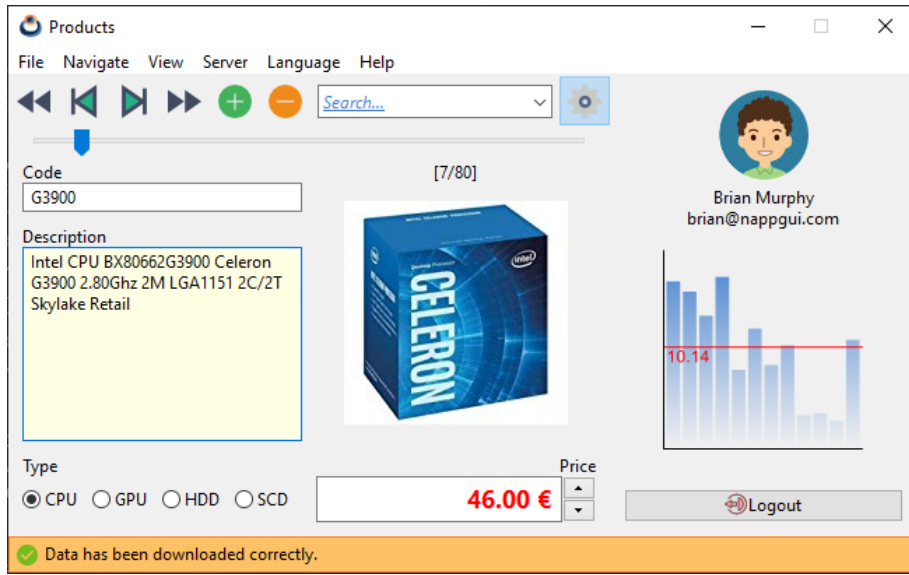 Products
File Navigate View Server Language Help
Search...
Code
G3900
[7/80]
Brian Murphy
brian@nappgui.com
Description
Intel CPU BX80662G3900 Celeron
G3900 2.80Ghz 2M LGA1151 2C/2T
Skylake Retail
intel
CELERON
10.14
Type
CPU GPU HDD SCD
Price
46.00 €
Logout
Data has been downloaded correctly.